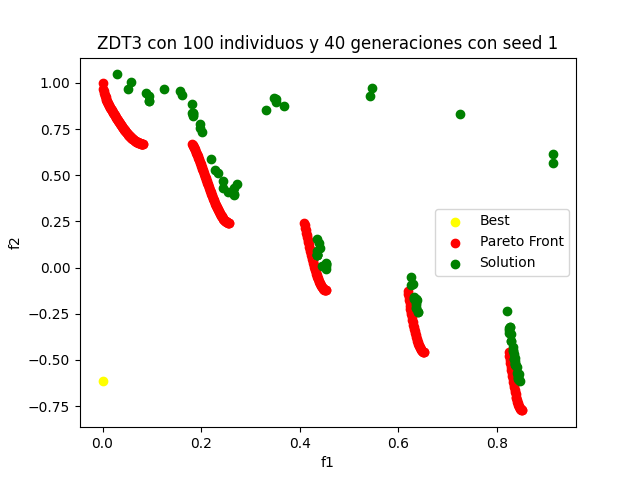 ZDT3 con 100 individuos y 40 generaciones con seed 1
1.00
0.75
0.50
0.25
0.00
−0.25
−0.50
−0.75
f2
Best
Pareto Front
Solution
0.0 0.2 0.4 0.6 0.8
f1